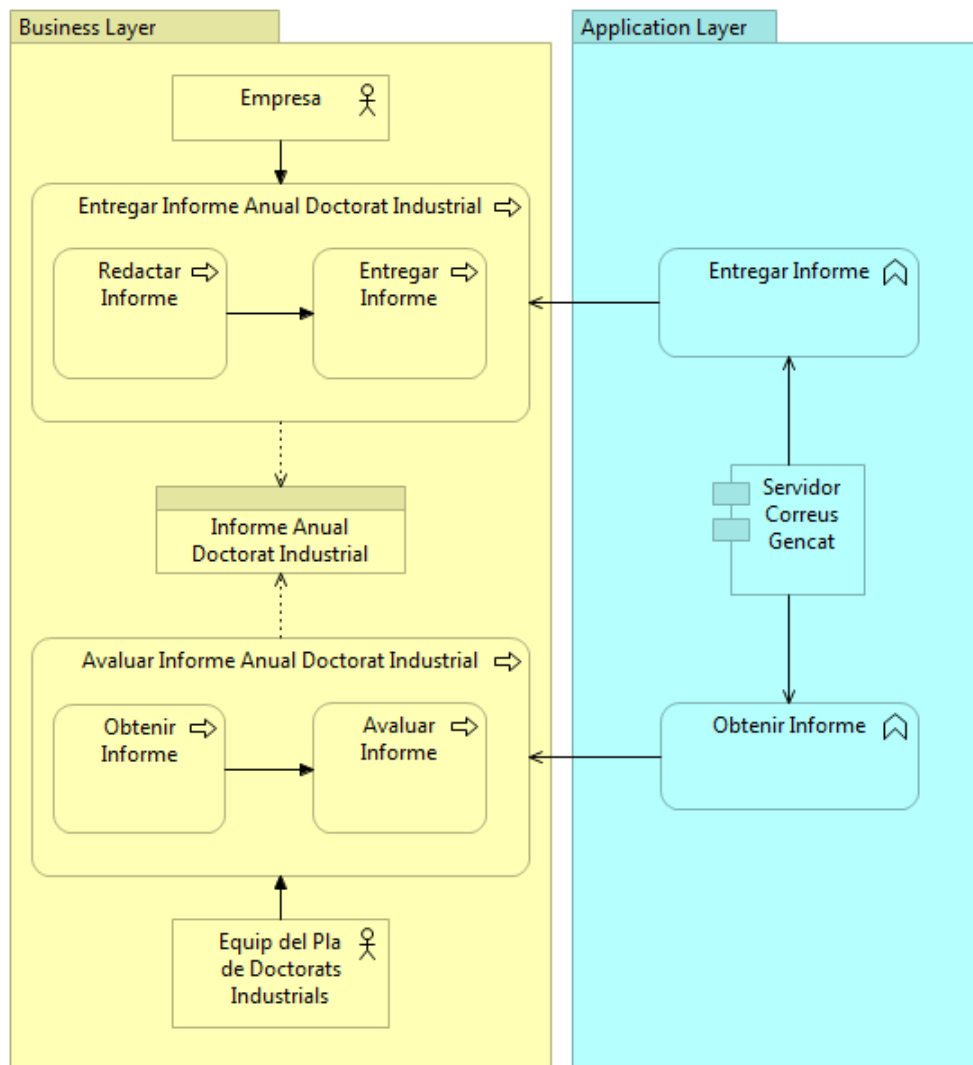 Business Layer
Application Layer
Empresa
Entregar Informe Anual Doctorat Industrial
Redactar
Informe
Entregar
Informe
Entregar Informe
Informe Anual
Doctorat Industrial
Servidor
Correus
Gencat
Avaluar Informe Anual Doctorat Industrial
Obtenir
Informe
Avaluar
Informe
Obtenir Informe
Equip del Pla
de Doctorats
Industrials